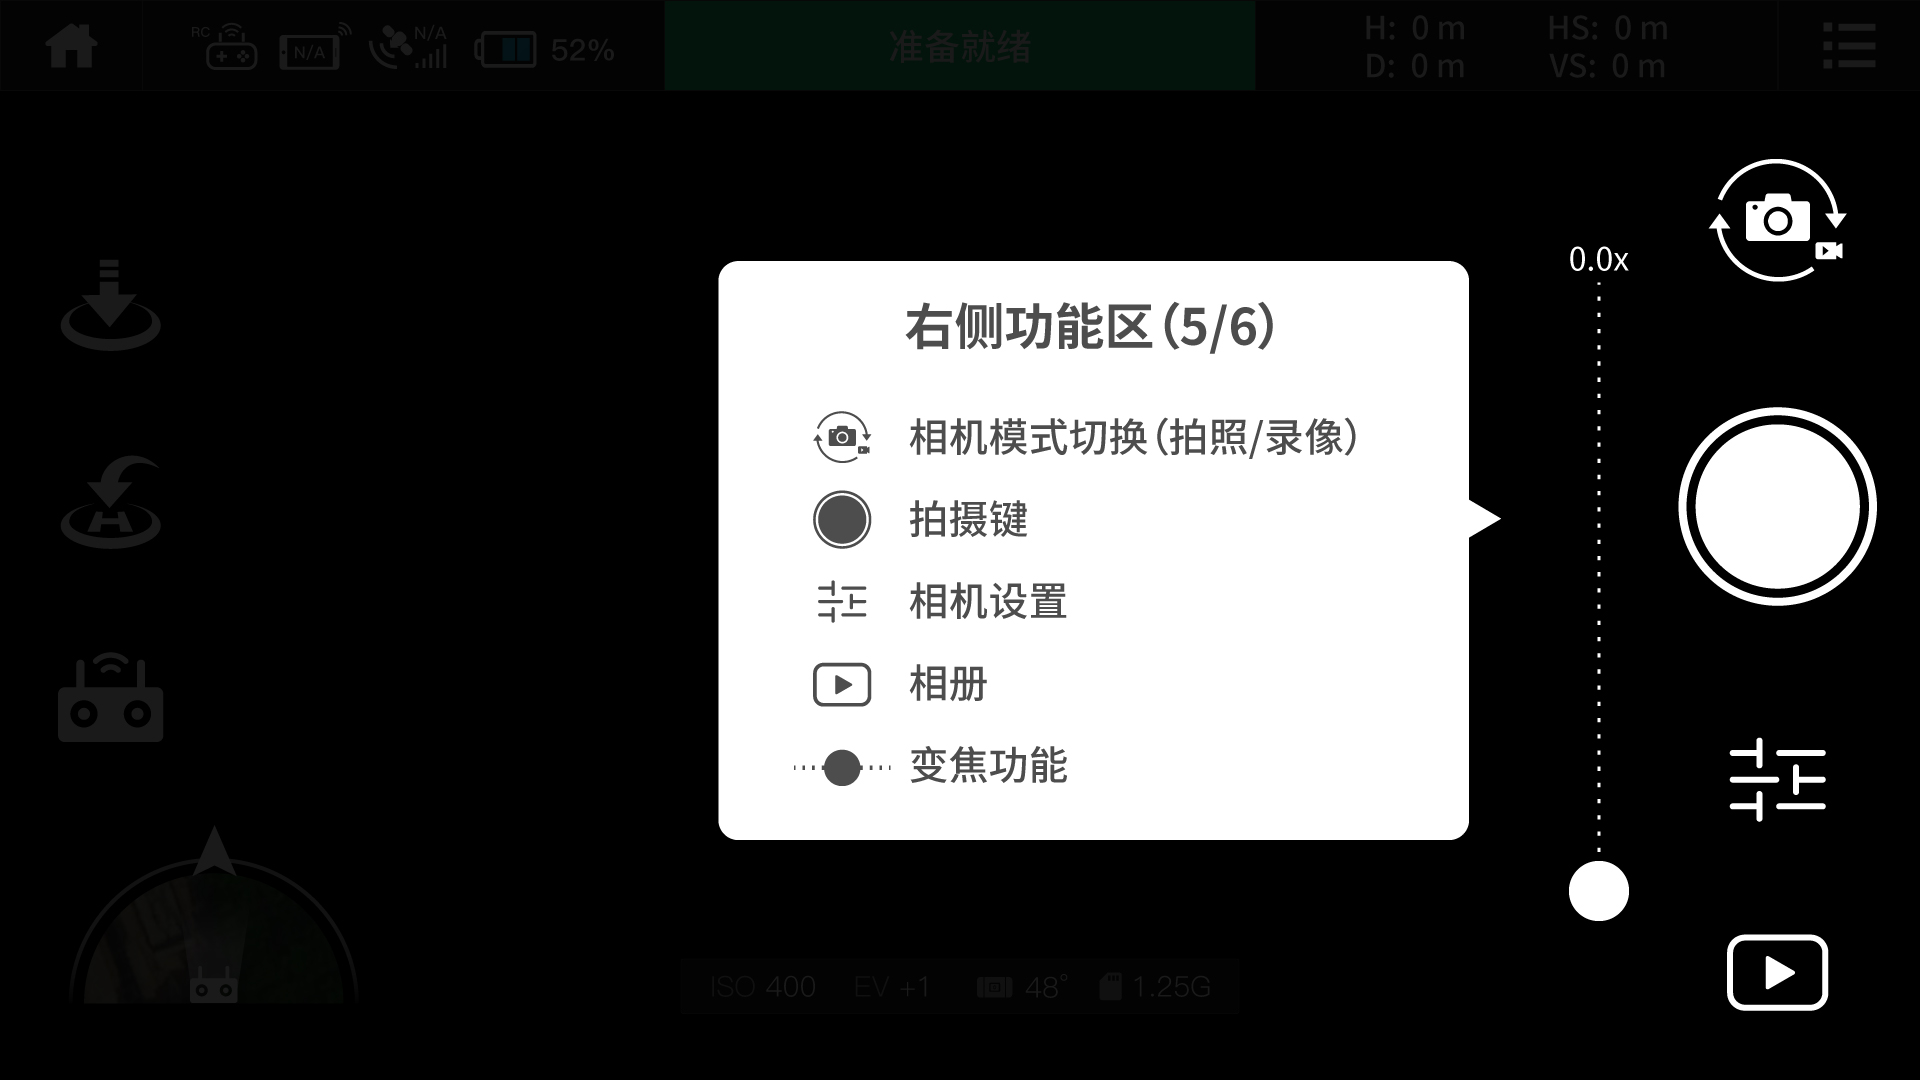 RC
N/A
N/A
52%
准备就绪
H: 0 m
HS: 0 m
D: 0 m
VS: 0 m
0.0x
右侧功能区(5/6)
相机模式切换(拍照/录像)
拍摄键
相机设置
相册
变焦功能
ISO 400 EV +1 48° 1.25G